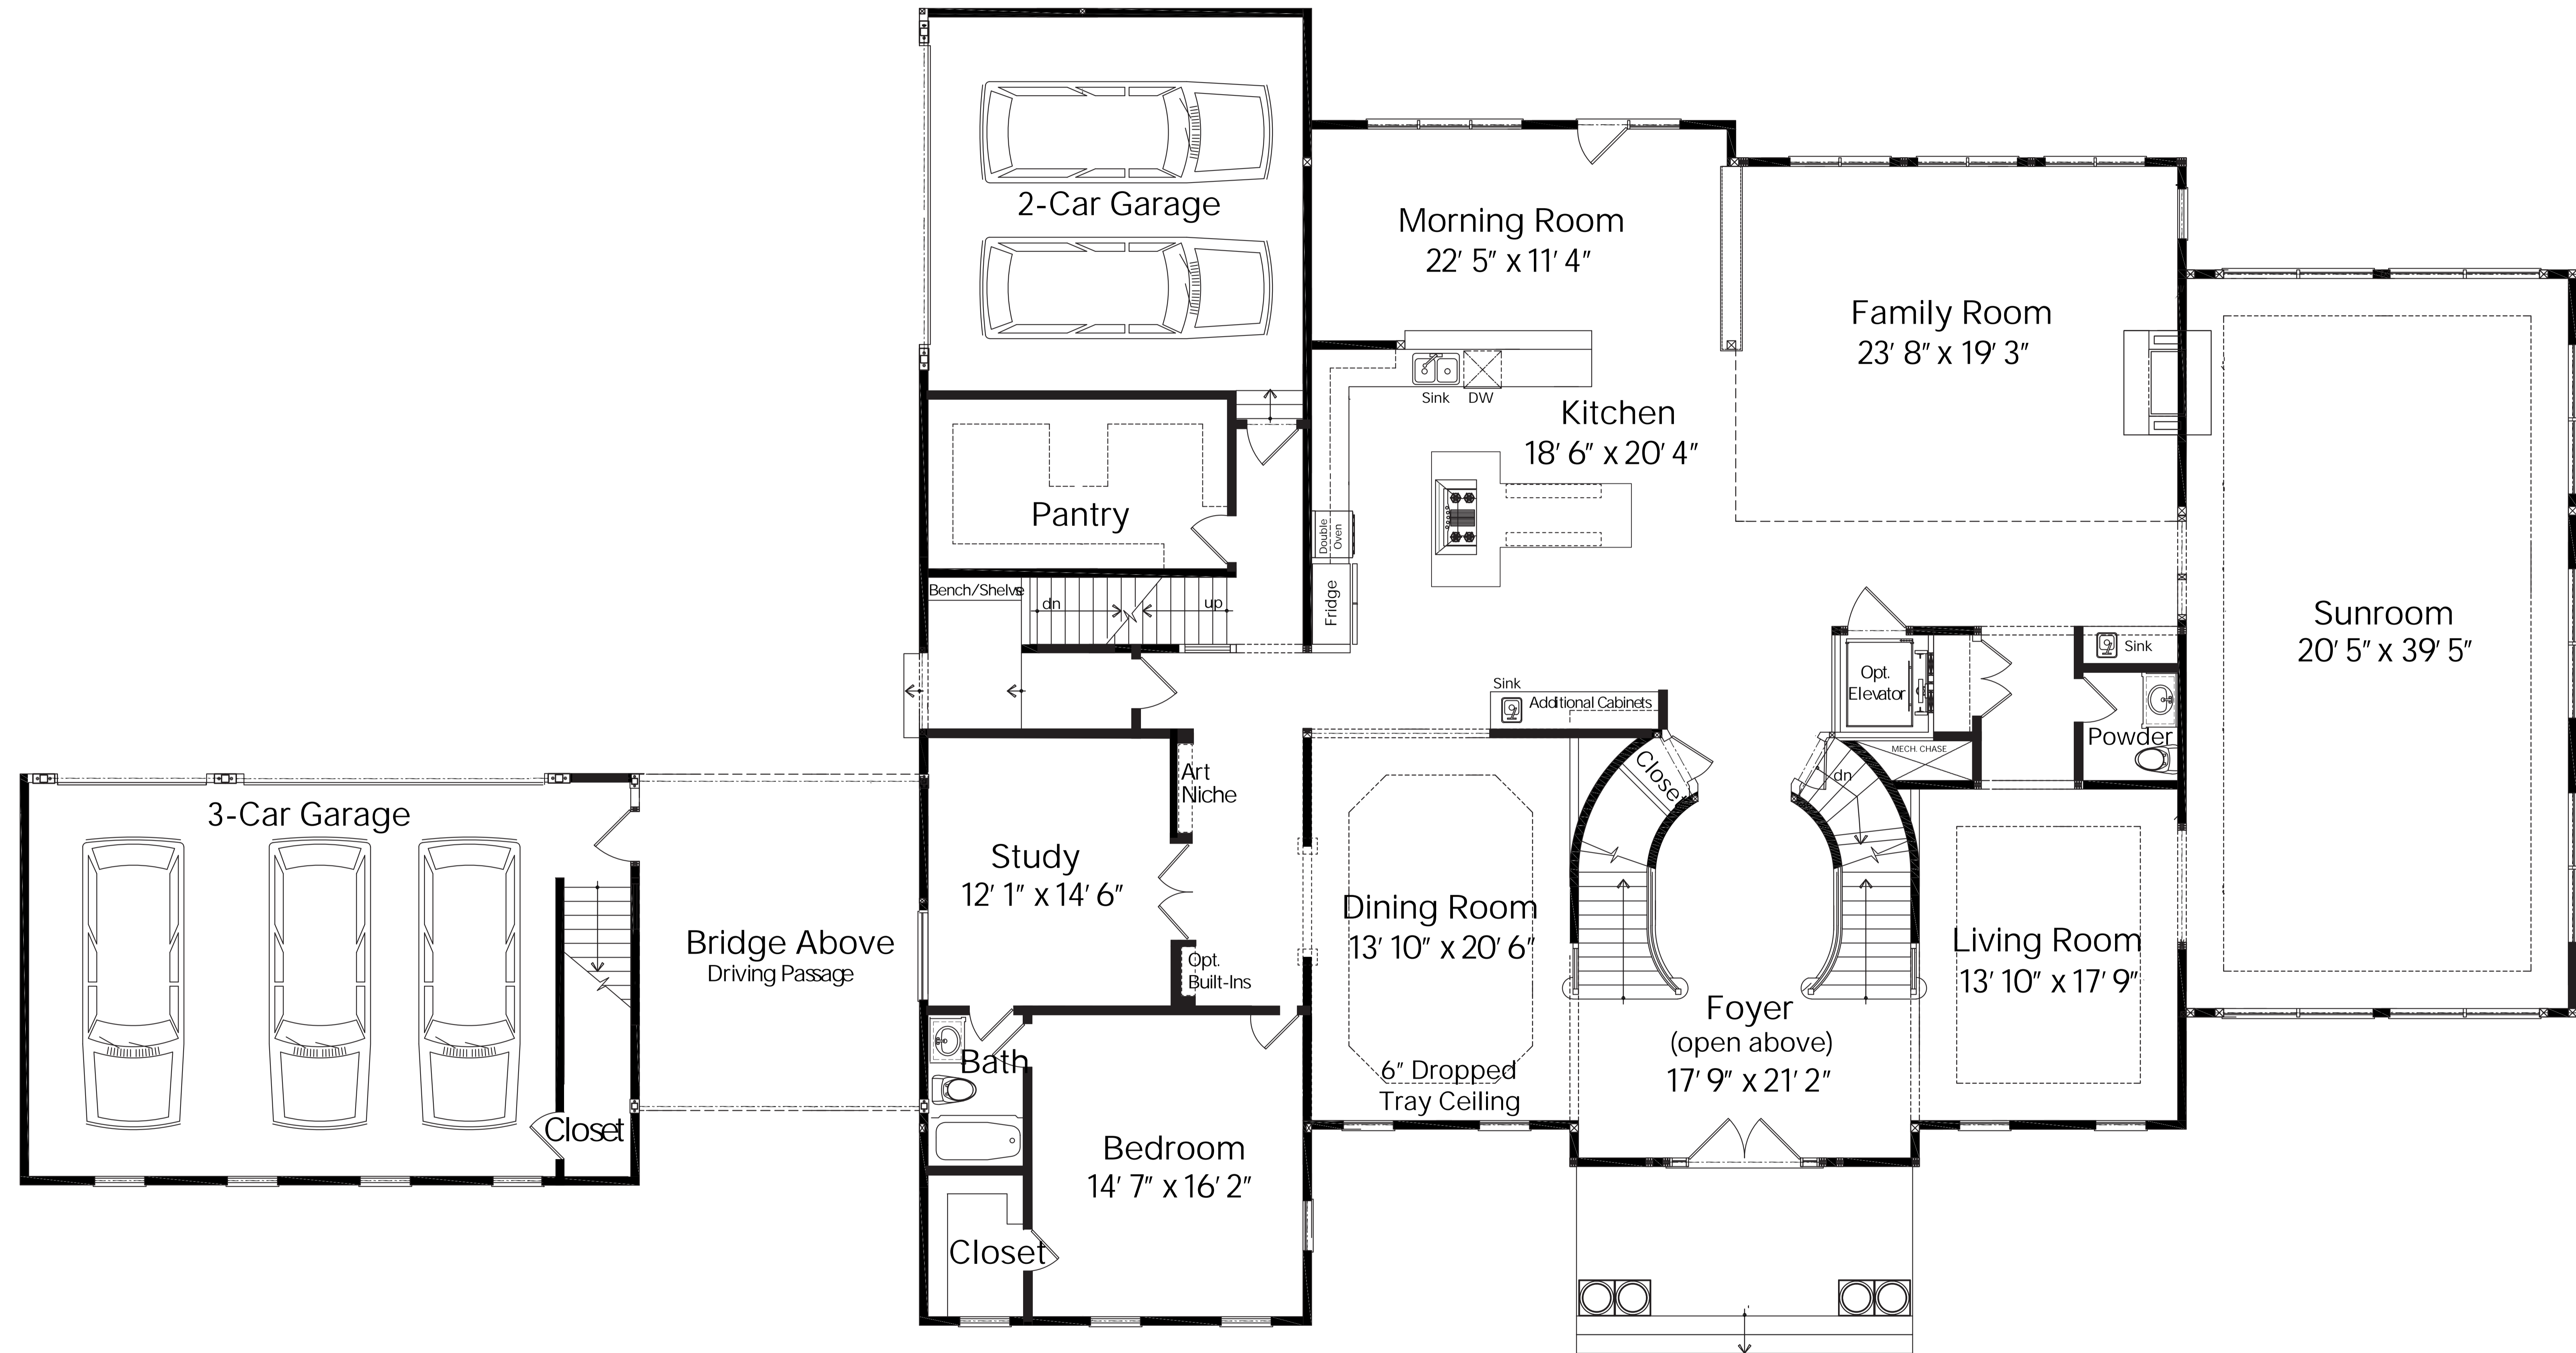 2-Car Garage
Morning Room
22' 5" x 11' 4"
Family Room
23' 8" x 19' 3"
Sink
DW
Kitchen
18' 6" x 20' 4"
Pantry
Double
Oven
Fridge
Bench/Shelve
dn
up
Sunroom
20' 5" x 39' 5"
Sink
Opt.
Elevator
Sink
Additional Cabinets
Powder
MECH. CHASE
Closet
dn
Art
Niche
3-Car Garage
Study
12' 1" x 14' 6"
Dining Room
13' 10" x 20' 6"
Living Room
13' 10" x 17' 9"
Bridge Above
Driving Passage
Opt.
Built-Ins
Foyer
(open above)
17' 9" x 21' 2"
Bath
6" Dropped
Tray Ceiling
Closet
Bedroom
14' 7" x 16' 2"
Closet